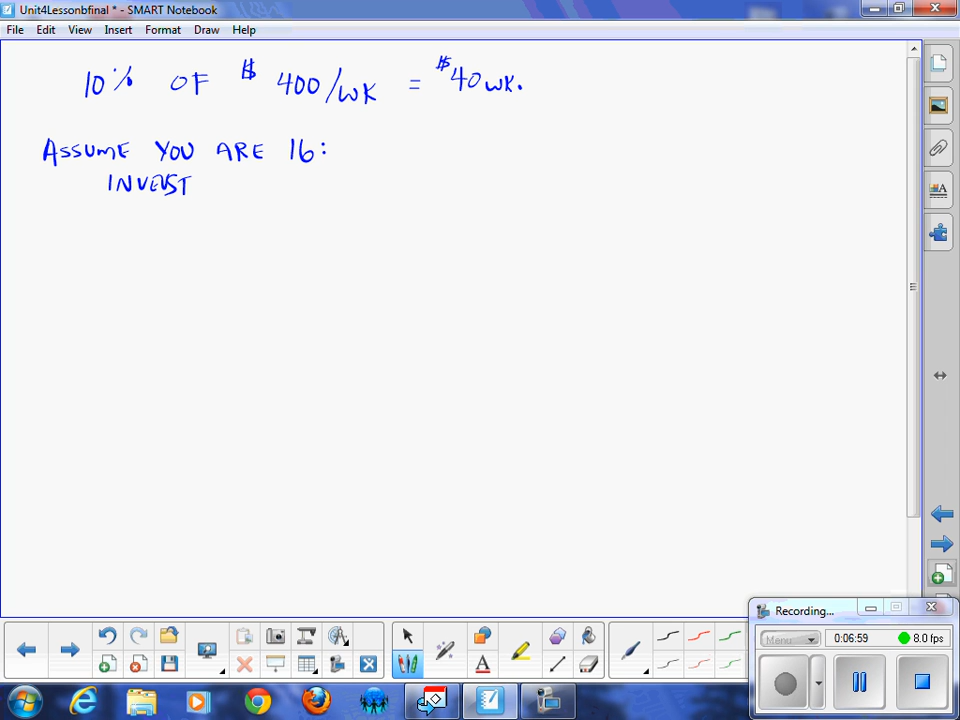 Unit4Lessonbfinal * - SMART Notebook
File Edit View Insert Format Draw Help
10% OF $400/WK = $40 WK.
ASSUME YOU ARE 16:
INVEST
Recording...
Menu 0:06:59 8.0 fps